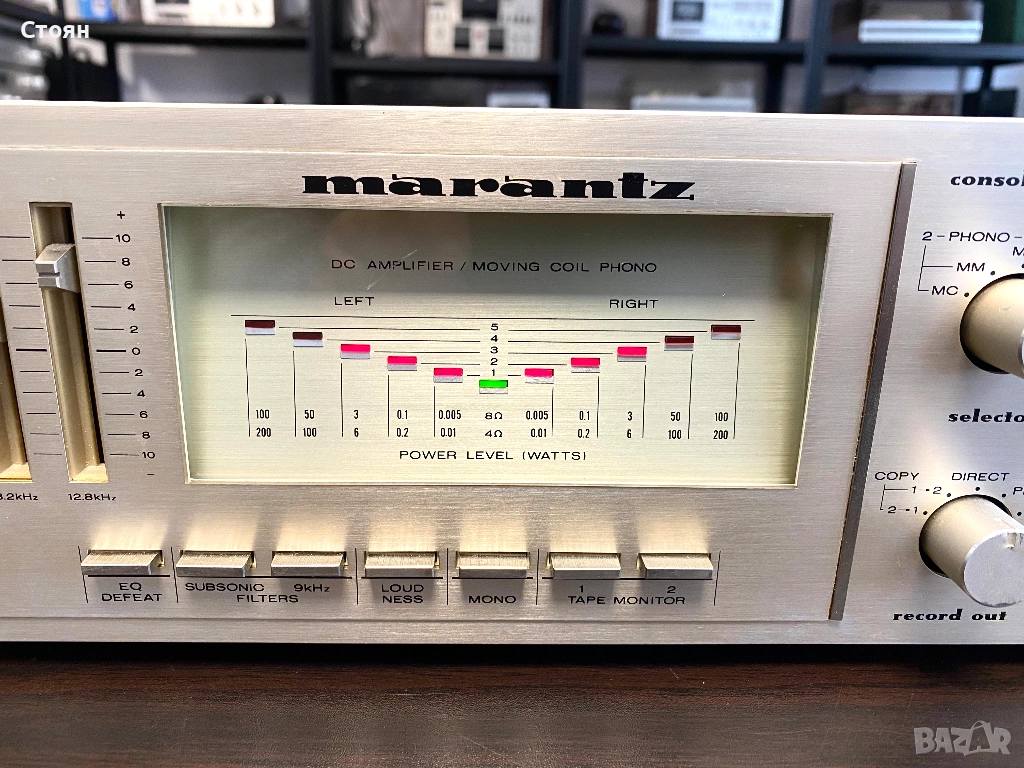 Стоян
marantz
DC AMPLIFIER / MOVING COIL PHONO
LEFT RIGHT
5
4
3
2
1
100 50 3 0.1 0.005 8Ω 0.005 0.1 3 50 100
200 100 6 0.2 0.01 4Ω 0.01 0.2 6 100 200
POWER LEVEL (WATTS)
+
10
8
6
4
2
0
2
4
6
8
10
-
12.8kHz
EQ DEFEAT
SUBSONIC 9kHz
FILTERS
LOUD
NESS
MONO
1 2
TAPE MONITOR
2-PHONO-
MM
MC
COPY
1-2
2-1
DIRECT
record out
BAZAR